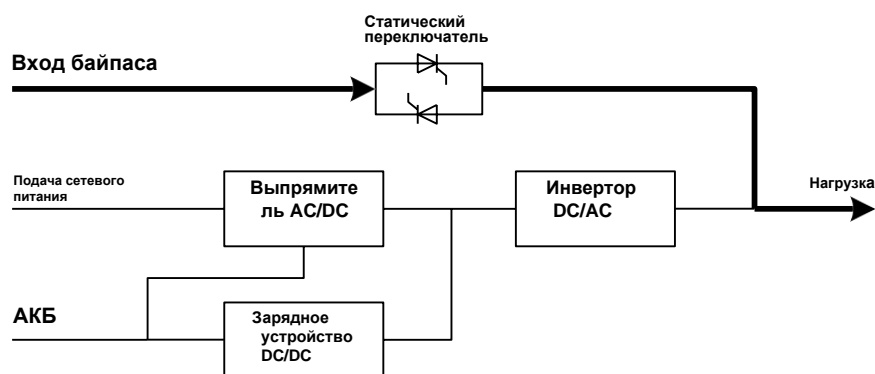 Статический
переключатель
Вход байпаса
Подача сетевого
питания
Выпрямите
ль AC/DC
Инвертор
DC/AC
Нагрузка
АКБ
Зарядное
устройство
DC/DC